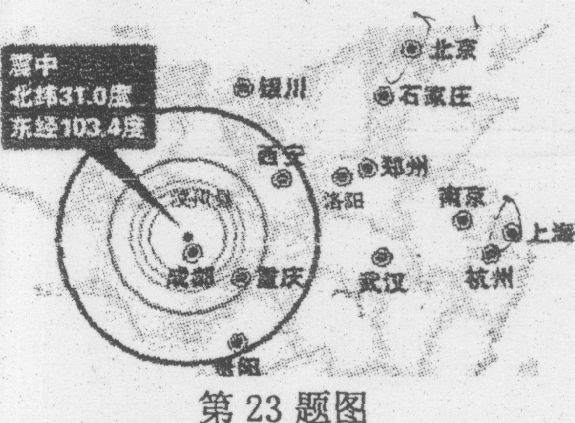 震中
北纬31.0度
东经103.4度
北京
银川
石家庄
西安
郑州
洛阳
汶川县
南京
上海
成都
重庆
武汉
杭州
贵阳
第 23 题图